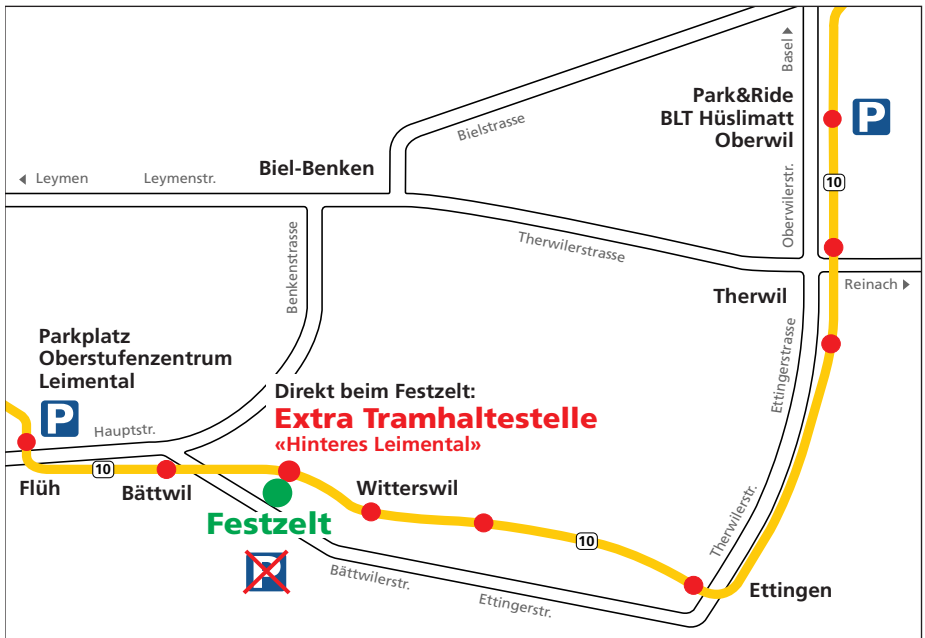 Basel
Park&Ride
BLT Hüslimatt
Oberwil
P
Bielstrasse
Biel-Benken
Leymen
Leymenstr.
10
Oberwilerstr.
Therwilerstrasse
Benkenstrasse
Therwil
Reinach
Ettingerstrasse
Parkplatz
Oberstufenzentrum
Leimental
P
Direkt beim Festzelt:
Extra Tramhaltestelle
«Hinteres Leimental»
Hauptstr.
10
Flüh
Bättwil
Witterswil
Festzelt
P
10
Therwilerstr.
Bättwilerstr.
Ettingerstr.
Ettingen